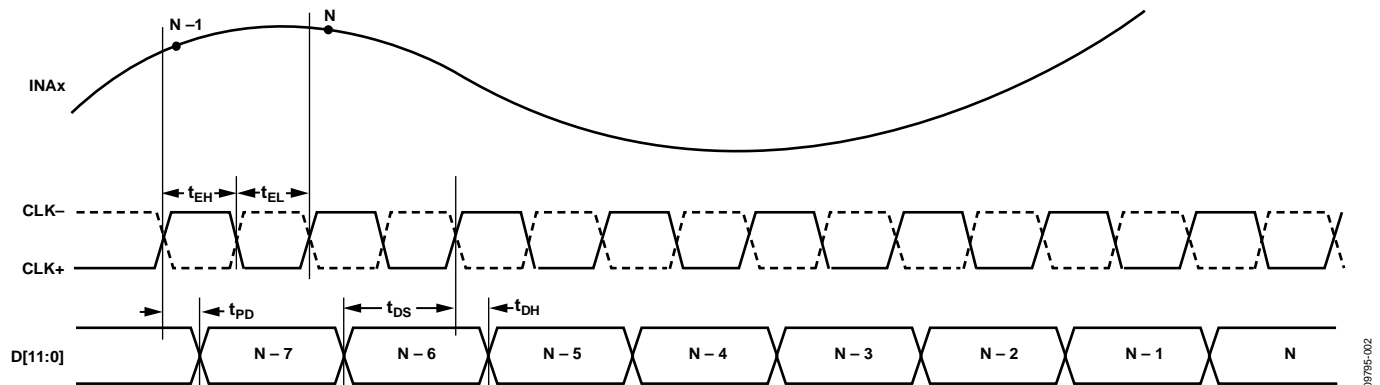 N –1
N
INAx
tEH
tEL
CLK–
CLK+
tPD
tDS
tDH
D[11:0]
N – 7
N – 6
N – 5
N – 4
N – 3
N – 2
N – 1
N
09795-002